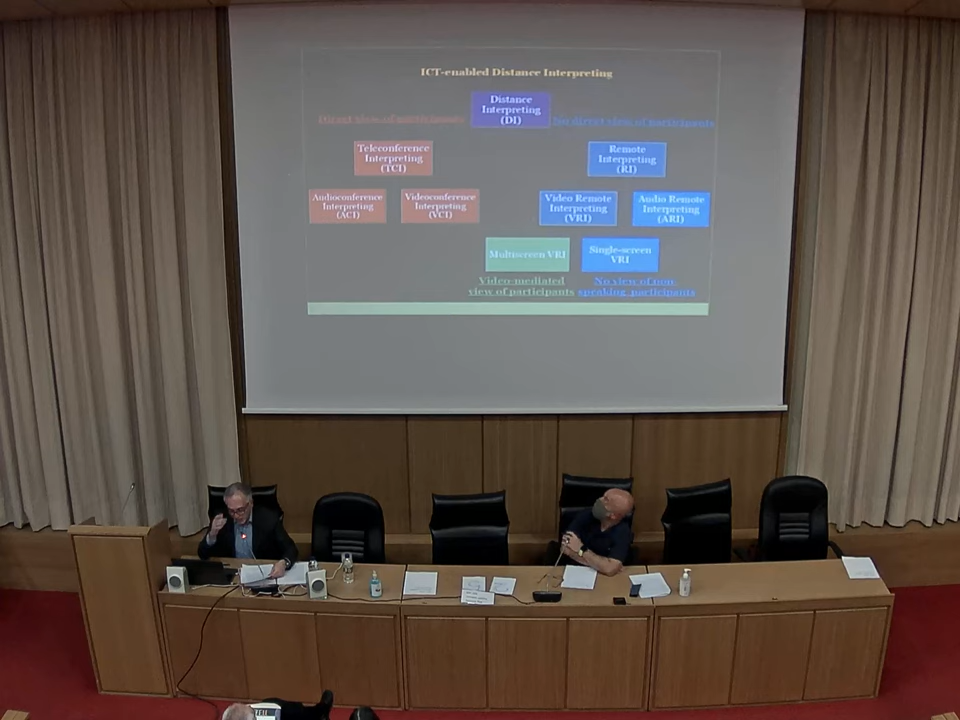 ICT-enabled Distance Interpreting
Distance
Interpreting
(DI)
Direct view of participants
No direct view of participants
Teleconference
Interpreting
(TCI)
Remote
Interpreting
(RI)
Audioconference
Interpreting
(ACI)
Videoconference
Interpreting
(VCI)
Video Remote
Interpreting
(VRI)
Audio Remote
Interpreting
(ARI)
Multiscreen VRI
Single-screen
VRI
Video-mediated
view of participants
No view of non-
speaking participants